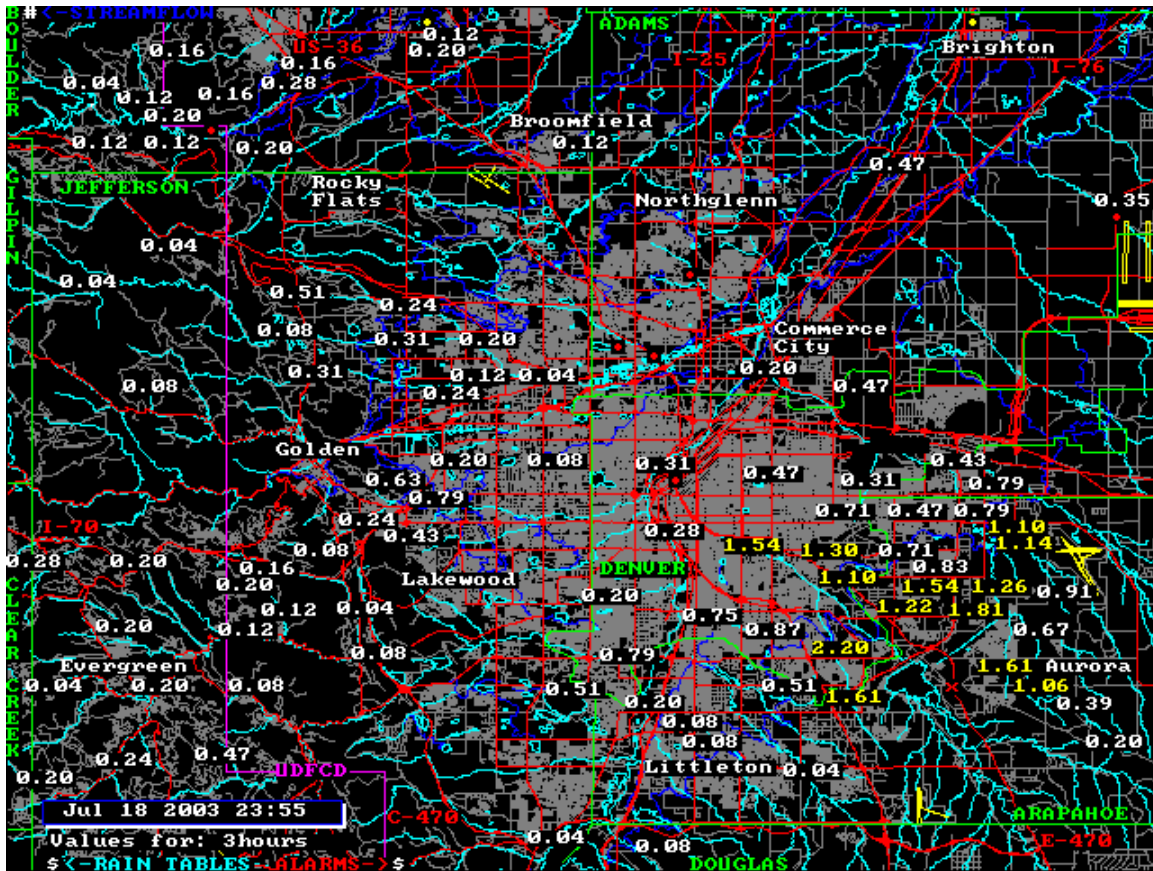 #<-STREAMFLOW
BOULDER
ADAMS
0.12
0.16
US-36
0.20
Brighton
0.16
I-25
I-76
0.04
0.28
0.12
0.16
0.20
Broomfield
0.12
0.12
0.20
0.12
0.47
GILPIN
JEFFERSON
Rocky
Flats
Northglenn
0.35
0.04
0.04
0.51
0.24
0.08
0.31
0.20
Commerce
City
0.31
0.12
0.04
0.20
0.08
0.24
0.47
Golden
0.20
0.08
0.31
0.47
0.43
0.63
0.31
0.79
0.79
0.71
0.47
0.79
0.24
I-70
0.43
0.28
1.10
0.08
1.54
1.30
0.71
1.14
0.28
0.20
0.16
DENVER
0.83
CLEAR CREEK
0.20
Lakewood
1.10
1.54
1.26
0.91
0.20
0.12
0.04
1.22
1.81
0.75
0.20
0.12
0.87
0.67
0.08
0.79
2.20
Evergreen
1.61
Aurora
0.04
0.20
0.08
0.51
0.51
1.06
0.20
1.61
0.39
0.08
0.08
0.20
0.24
0.47
UDFCD
Littleton
0.04
0.20
Jul 18 2003 23:55
C-470
ARAPAHOE
Values for: 3hours
0.04
0.08
E-470
$<-RAIN TABLES-ALARMS->$
DOUGLAS